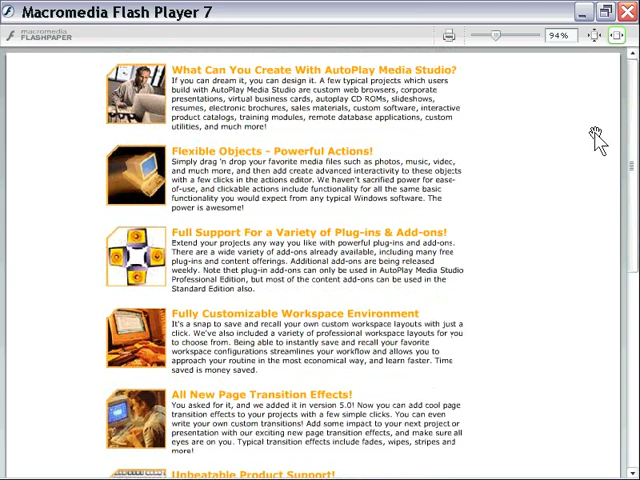 Macromedia Flash Player 7
macromedia
FLASHPAPER
94%
What Can You Create With AutoPlay Media Studio?
If you can dream it, you can design it. A few typical projects which users
build with AutoPlay Media Studio are custom web browsers, corporate
presentations, virtual business cards, autoplay CD ROMs, slideshows,
resumes, electronic brochures, sales materials, custom software, interactive
product catalogs, training modules, remote database applications, custom
utilities, and much more!
Flexible Objects - Powerful Actions!
Simply drag 'n drop your favorite media files such as photos, music, video,
and much more, and then add create advanced interactivity to these objects
with a few clicks in the actions editor. We haven't sacrified power for ease-
of-use, and clickable actions include functionality for all the same basic
functionality you would expect from any typical Windows software. The
power is awesome!
Full Support For a Variety of Plug-ins & Add-ons!
Extend your projects any way you like with powerful plug-ins and add-ons.
There are a wide variety of add-ons already available, including many free
plug-ins and content offerings. Additional add-ons are being released
weekly. Note that plug-in add-ons can only be used in AutoPlay Media Studio
Professional Edition, but most of the content add-ons can be used in the
Standard Edition also.
Fully Customizable Workspace Environment
It's a snap to save and recall your own custom workspace layouts with just a
click. We've also included a variety of professional workspace layouts for you
to choose from. Being able to instantly save and recall your favorite
workspace configurations streamlines your workflow and allows you to
approach your routine in the most economical way, and learn faster. Time
saved is money saved.
All New Page Transition Effects!
You asked for it, and we added it in version 5.0! Now you can add cool page
transition effects to your projects with a few simple clicks. You can even
write your own custom transitions! Add some impact to your next project or
presentation with our exciting new page transition effects, and make sure all
eyes are on you. Typical transition effects include fades, wipes, stripes and
more!
Unbeatable Product Support!